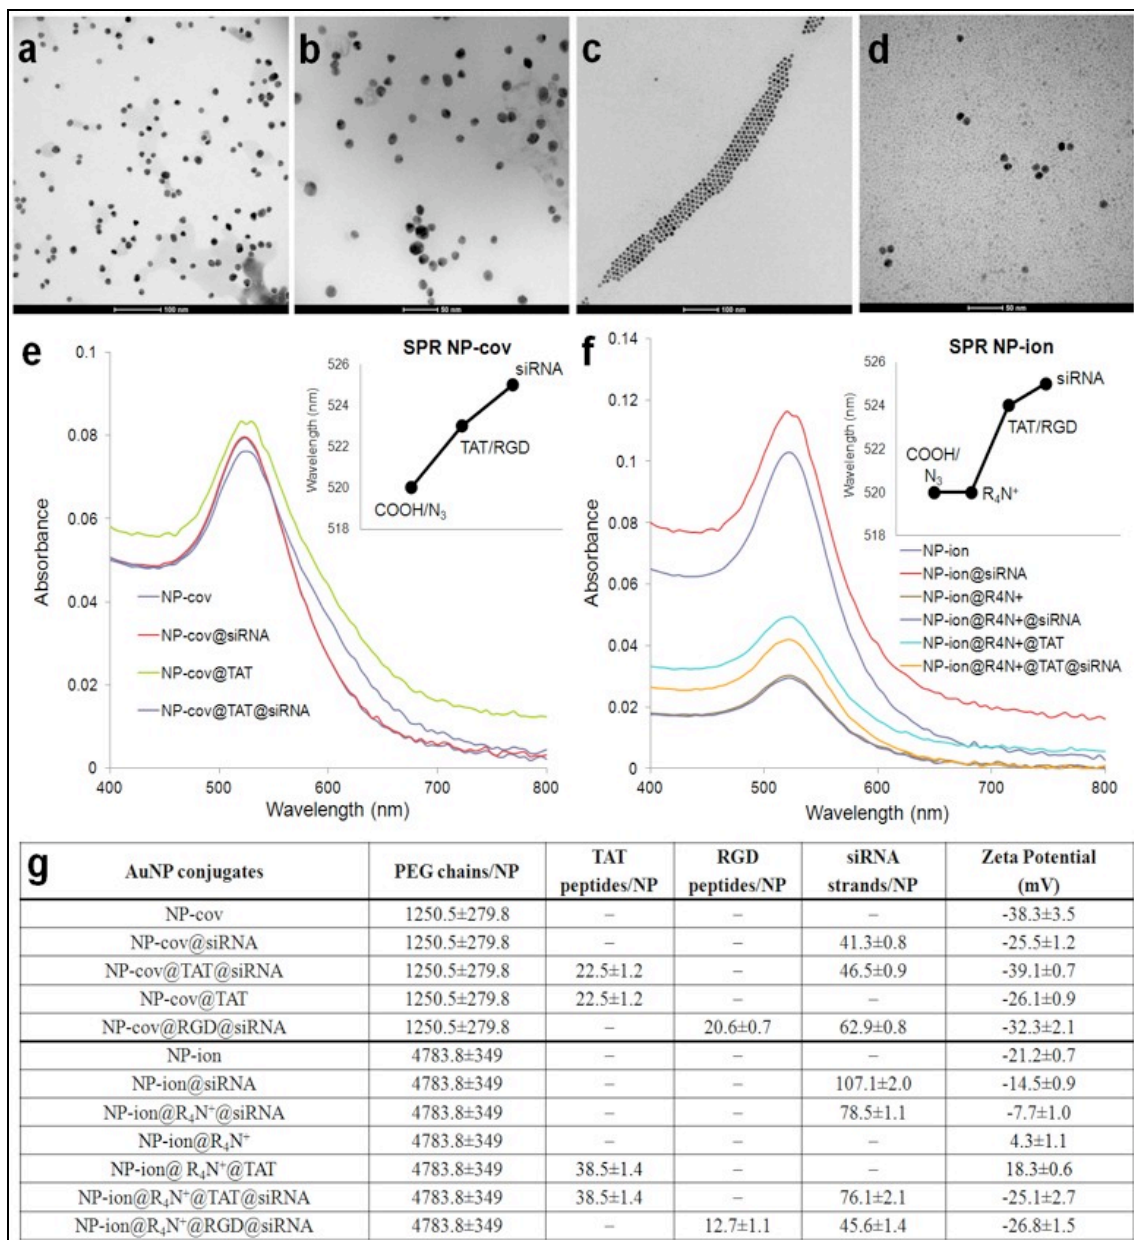 a
b
c
d
100 nm
50 nm
100 nm
50 nm
e
SPR NP-cov
Absorbance
0.1
0.08
0.06
0.04
0.02
0
400
500
600
700
800
Wavelength (nm)
Wavelength (nm)
526
524
522
520
518
siRNA
TAT/RGD
COOH/N3
NP-cov
NP-cov@siRNA
NP-cov@TAT
NP-cov@TAT@siRNA
f
SPR NP-ion
Absorbance
0.14
0.12
0.1
0.08
0.06
0.04
0.02
0
400
500
600
700
800
Wavelength (nm)
Wavelength (nm)
526
524
522
520
518
siRNA
TAT/RGD
COOH/
N3
R4N+
NP-ion
NP-ion@siRNA
NP-ion@R4N+
NP-ion@R4N+@siRNA
NP-ion@R4N+@TAT
NP-ion@R4N+@TAT@siRNA
g
AuNP conjugates PEG chains/NP TAT peptides/NP RGD peptides/NP siRNA strands/NP Zeta Potential (mV)
NP-cov 1250.5±279.8 – – – -38.3±3.5
NP-cov@siRNA 1250.5±279.8 – – 41.3±0.8 -25.5±1.2
NP-cov@TAT@siRNA 1250.5±279.8 22.5±1.2 – 46.5±0.9 -39.1±0.7
NP-cov@TAT 1250.5±279.8 22.5±1.2 – – -26.1±0.9
NP-cov@RGD@siRNA 1250.5±279.8 – 20.6±0.7 62.9±0.8 -32.3±2.1
NP-ion 4783.8±349 – – – -21.2±0.7
NP-ion@siRNA 4783.8±349 – – 107.1±2.0 -14.5±0.9
NP-ion@R4N+@siRNA 4783.8±349 – – 78.5±1.1 -7.7±1.0
NP-ion@R4N+ 4783.8±349 – – – 4.3±1.1
NP-ion@ R4N+@TAT 4783.8±349 38.5±1.4 – – 18.3±0.6
NP-ion@R4N+@TAT@siRNA 4783.8±349 38.5±1.4 – 76.1±2.1 -25.1±2.7
NP-ion@R4N+@RGD@siRNA 4783.8±349 – 12.7±1.1 45.6±1.4 -26.8±1.5